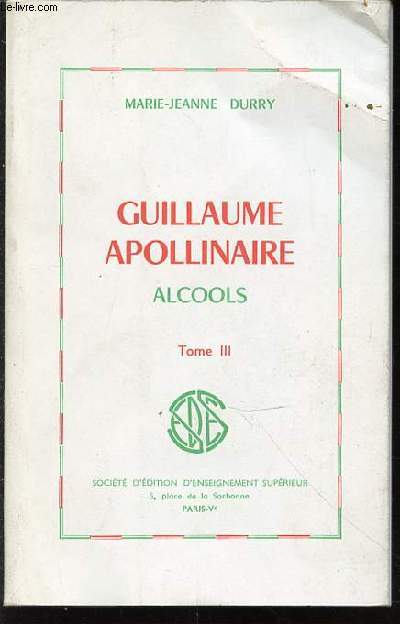 le-livre.com
MARIE-JEANNE DURRY
GUILLAUME
APOLLINAIRE
ALCOOLS
Tome III
SEDES
SOCIÉTÉ D'ÉDITION D'ENSEIGNEMENT SUPÉRIEUR
5, place de la Sorbonne
PARIS-Vᵉ